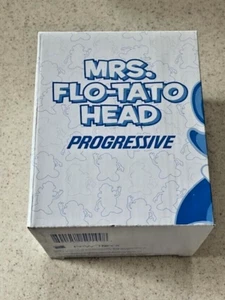 MRS.
FLO-TATO
HEAD
PROGRESSIVE